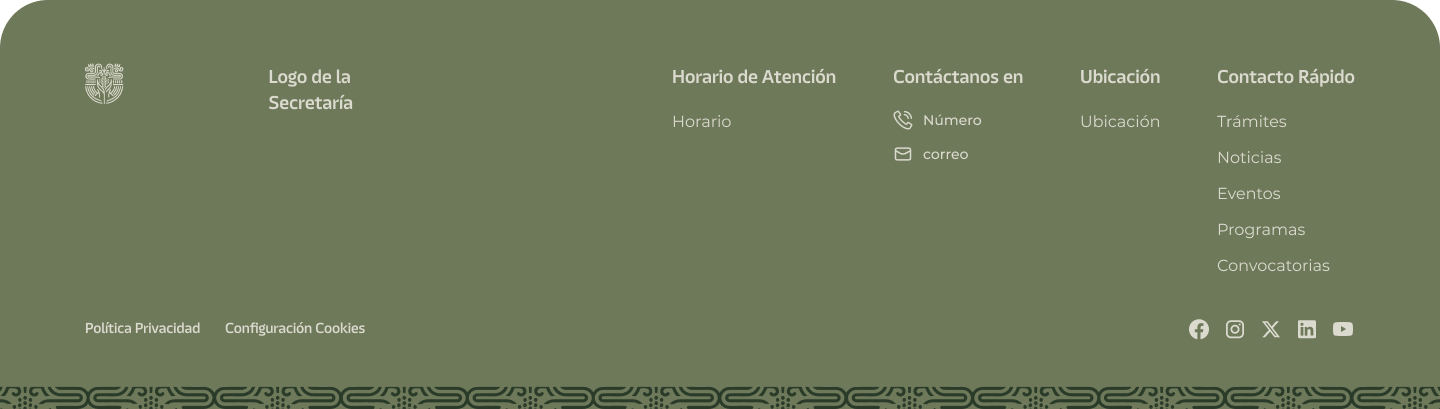 Logo de la
Secretaría
Horario de Atención
Horario
Contáctanos en
Número
correo
Ubicación
Ubicación
Contacto Rápido
Trámites
Noticias
Eventos
Programas
Convocatorias
Política Privacidad
Configuración Cookies